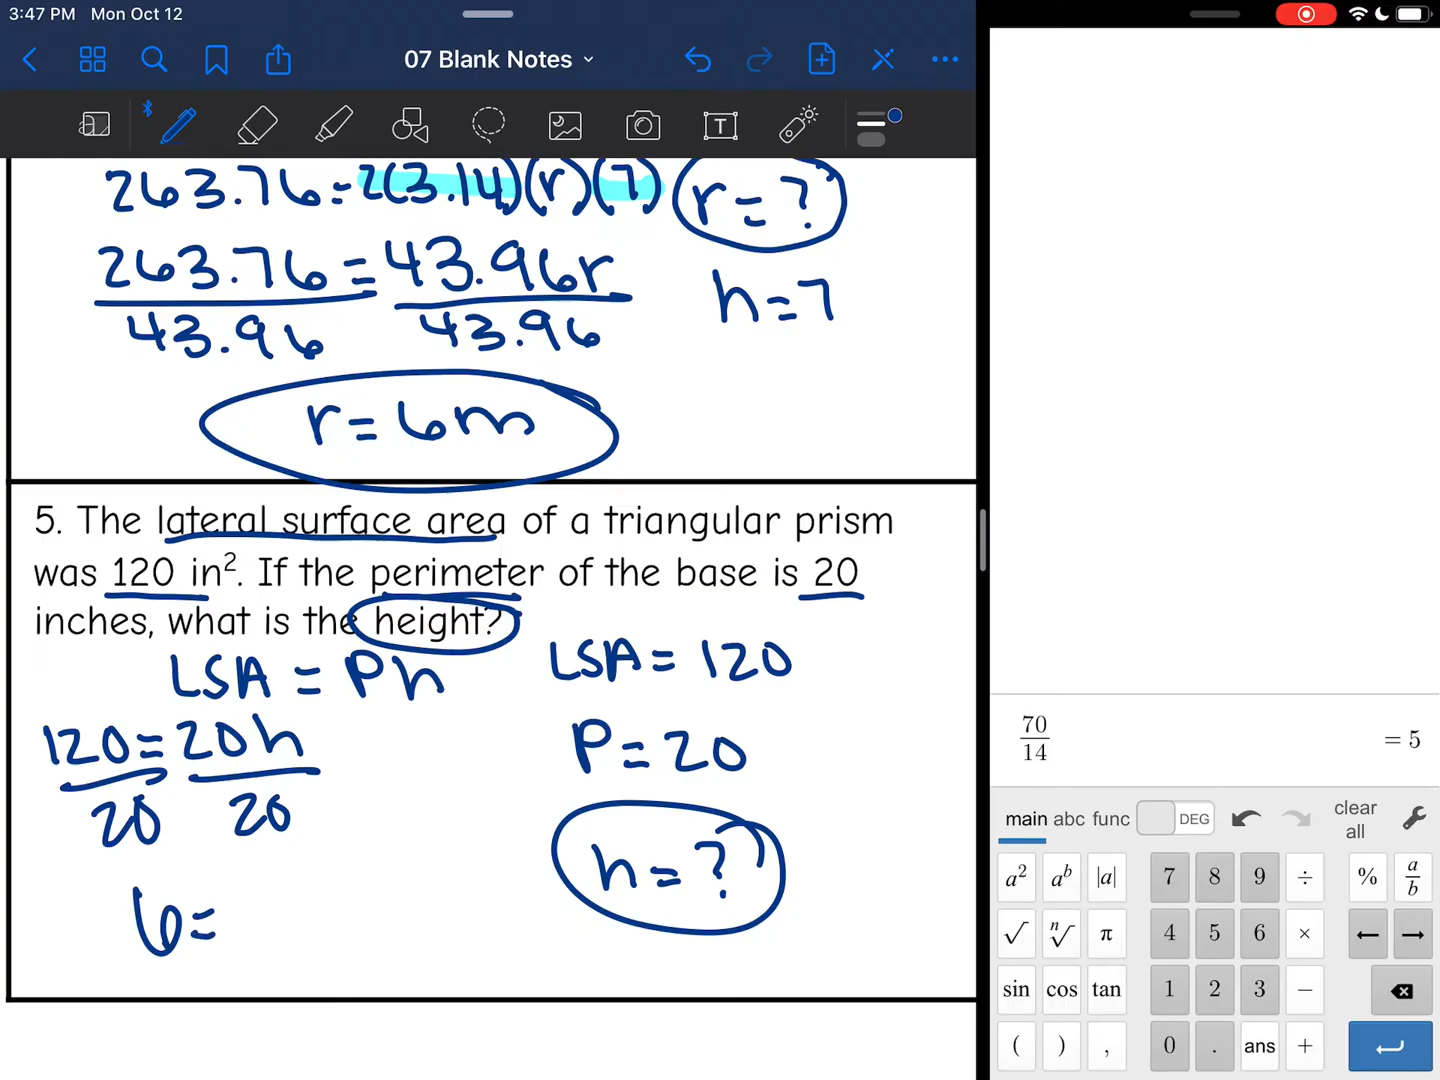 3:47 PM Mon Oct 12
07 Blank Notes
T
263.76=2(3.14)(r)(7) r=?
263.76=43.96r
43.96 43.96
h=7
r=6m
5. The lateral surface area of a triangular prism
was 120 in². If the perimeter of the base is 20
inches, what is the height?
LSA = Ph
LSA = 120
120=20h
20 20
P=20
h=?
6=
70
14
= 5
main abc func DEG clear all
a² aᵇ |a| 7 8 9 ÷ % a/b
√ ⁿ√ π 4 5 6 × ← →
sin cos tan 1 2 3 −
( ) , 0 . ans +